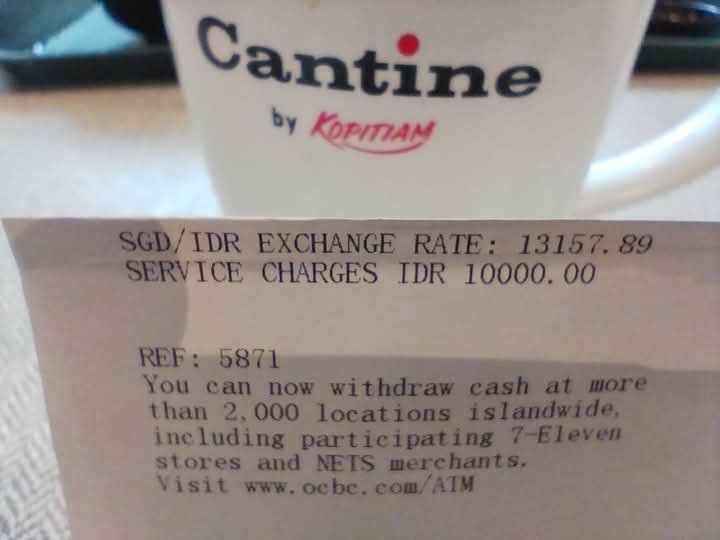 Cantine
by KOPITIAM
SGD/IDR EXCHANGE RATE: 13157.89
SERVICE CHARGES IDR 10000.00
REF: 5871
You can now withdraw cash at more
than 2,000 locations islandwide,
including participating 7-Eleven
stores and NETS merchants.
Visit www.ocbc.com/ATM